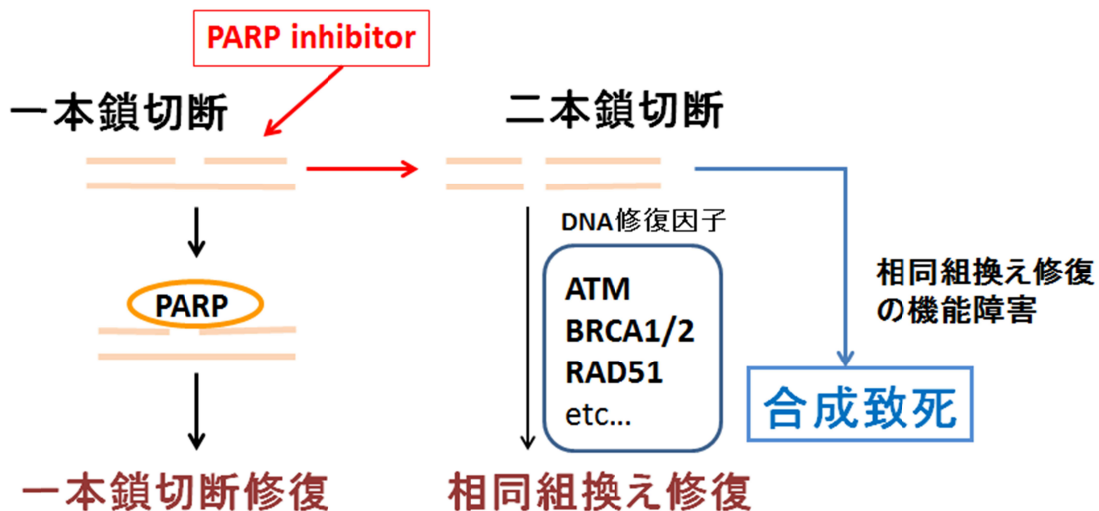 PARP inhibitor
一本鎖切断
二本鎖切断
DNA修復因子
PARP
ATM
BRCA1/2
RAD51
etc...
相同組換え修復
の機能障害
合成致死
一本鎖切断修復
相同組換え修復